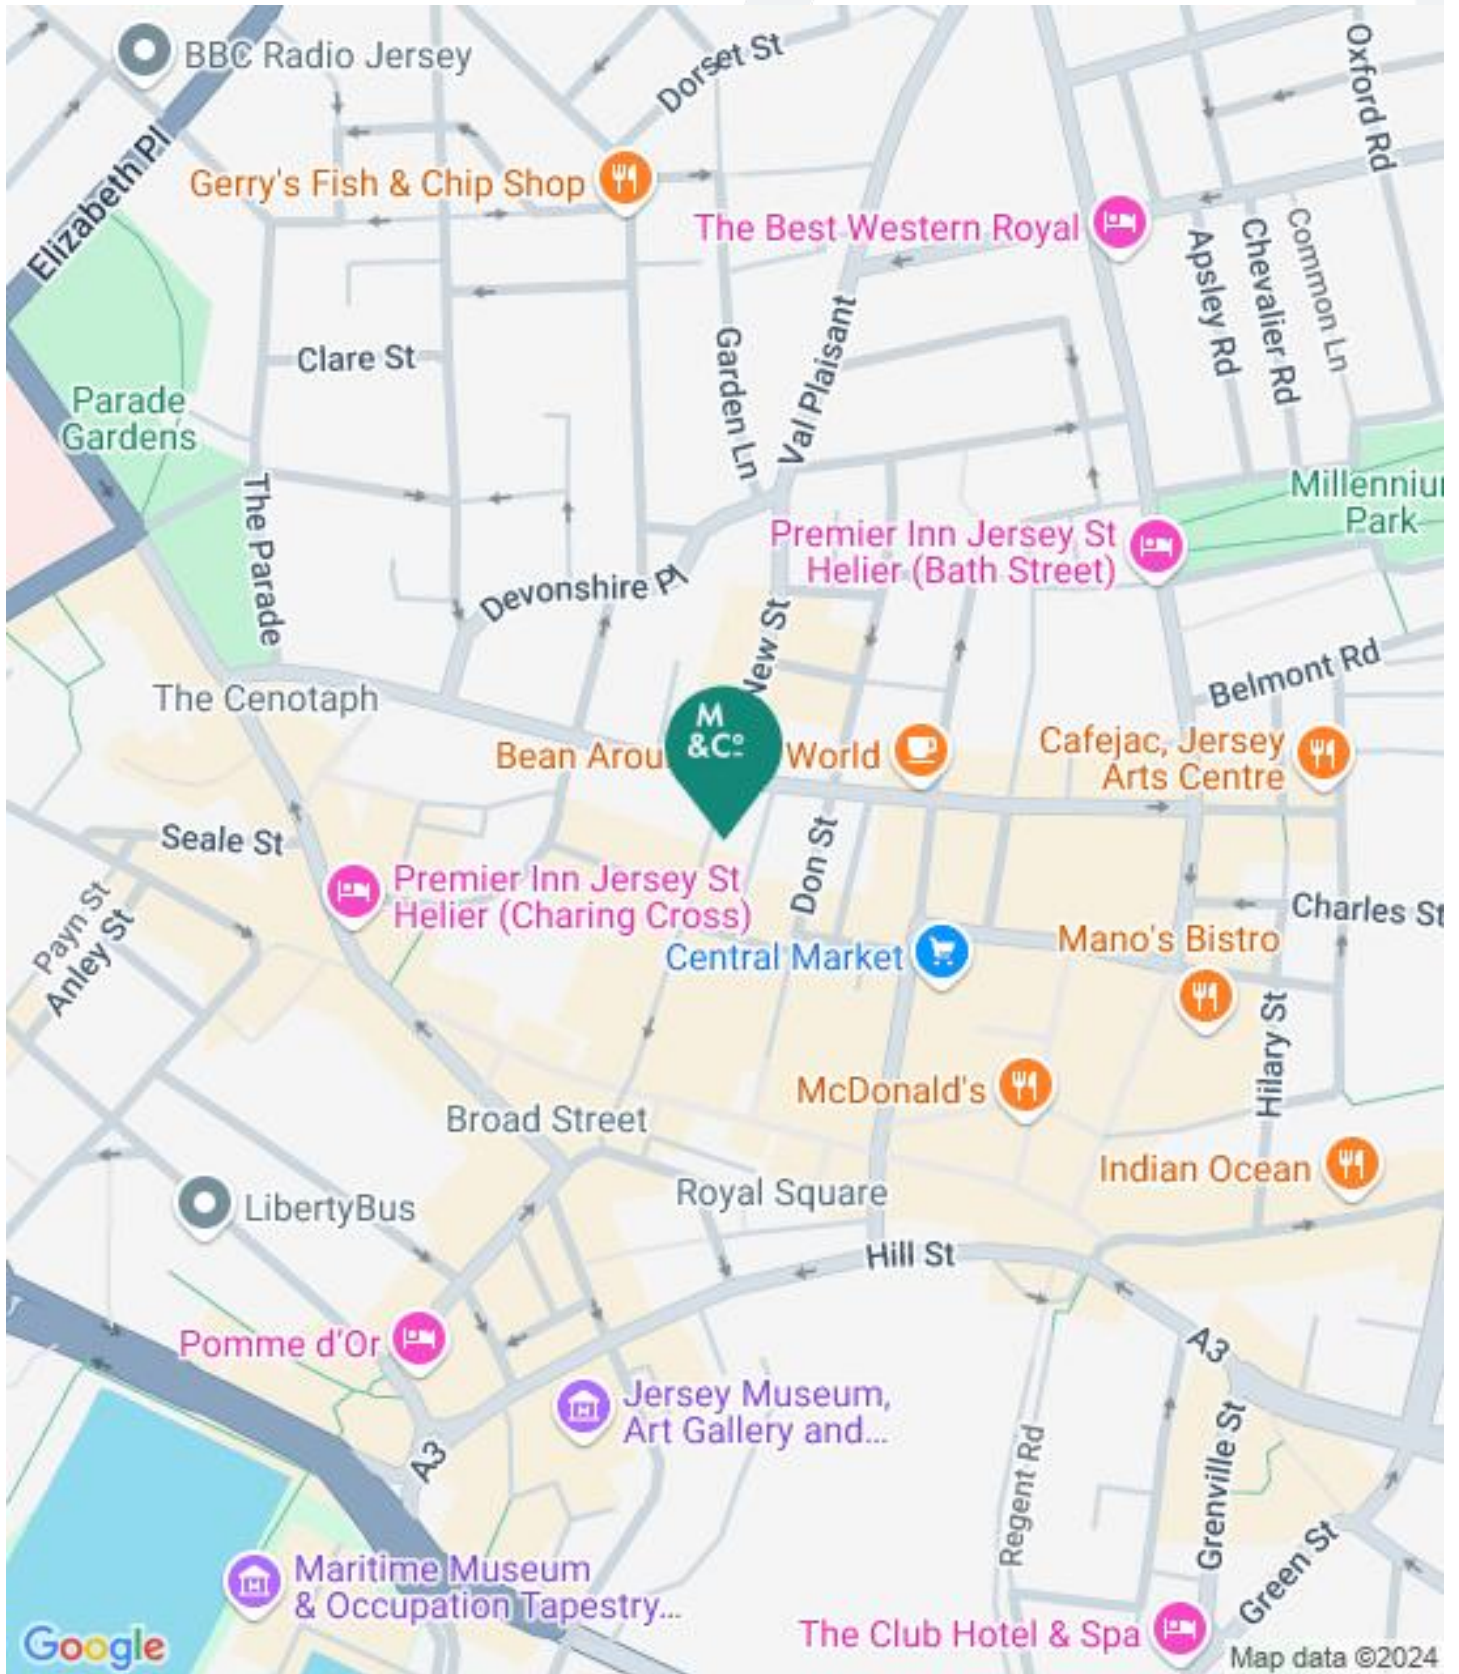 BBC Radio Jersey
Dorset St
Oxford Rd
Elizabeth Pl
Gerry's Fish & Chip Shop
The Best Western Royal
Apsley Rd
Chevalier Rd
Common Ln
Clare St
Garden Ln
Val Plaisant
Parade
Gardens
The Parade
Millenniu
Park
Premier Inn Jersey St
Helier (Bath Street)
Devonshire Pl
New St
Belmont Rd
The Cenotaph
M
&Co
Bean Arou
World
Cafejac, Jersey
Arts Centre
Seale St
Don St
Premier Inn Jersey St
Helier (Charing Cross)
Payn St
Anley St
Charles St
Central Market
Mano's Bistro
Hilary St
McDonald's
Broad Street
Indian Ocean
Royal Square
LibertyBus
Hill St
Pomme d'Or
A3
Jersey Museum,
Art Gallery and...
A3
Regent Rd
Grenville St
Green St
Maritime Museum
& Occupation Tapestry...
The Club Hotel & Spa
Google
Map data ©2024